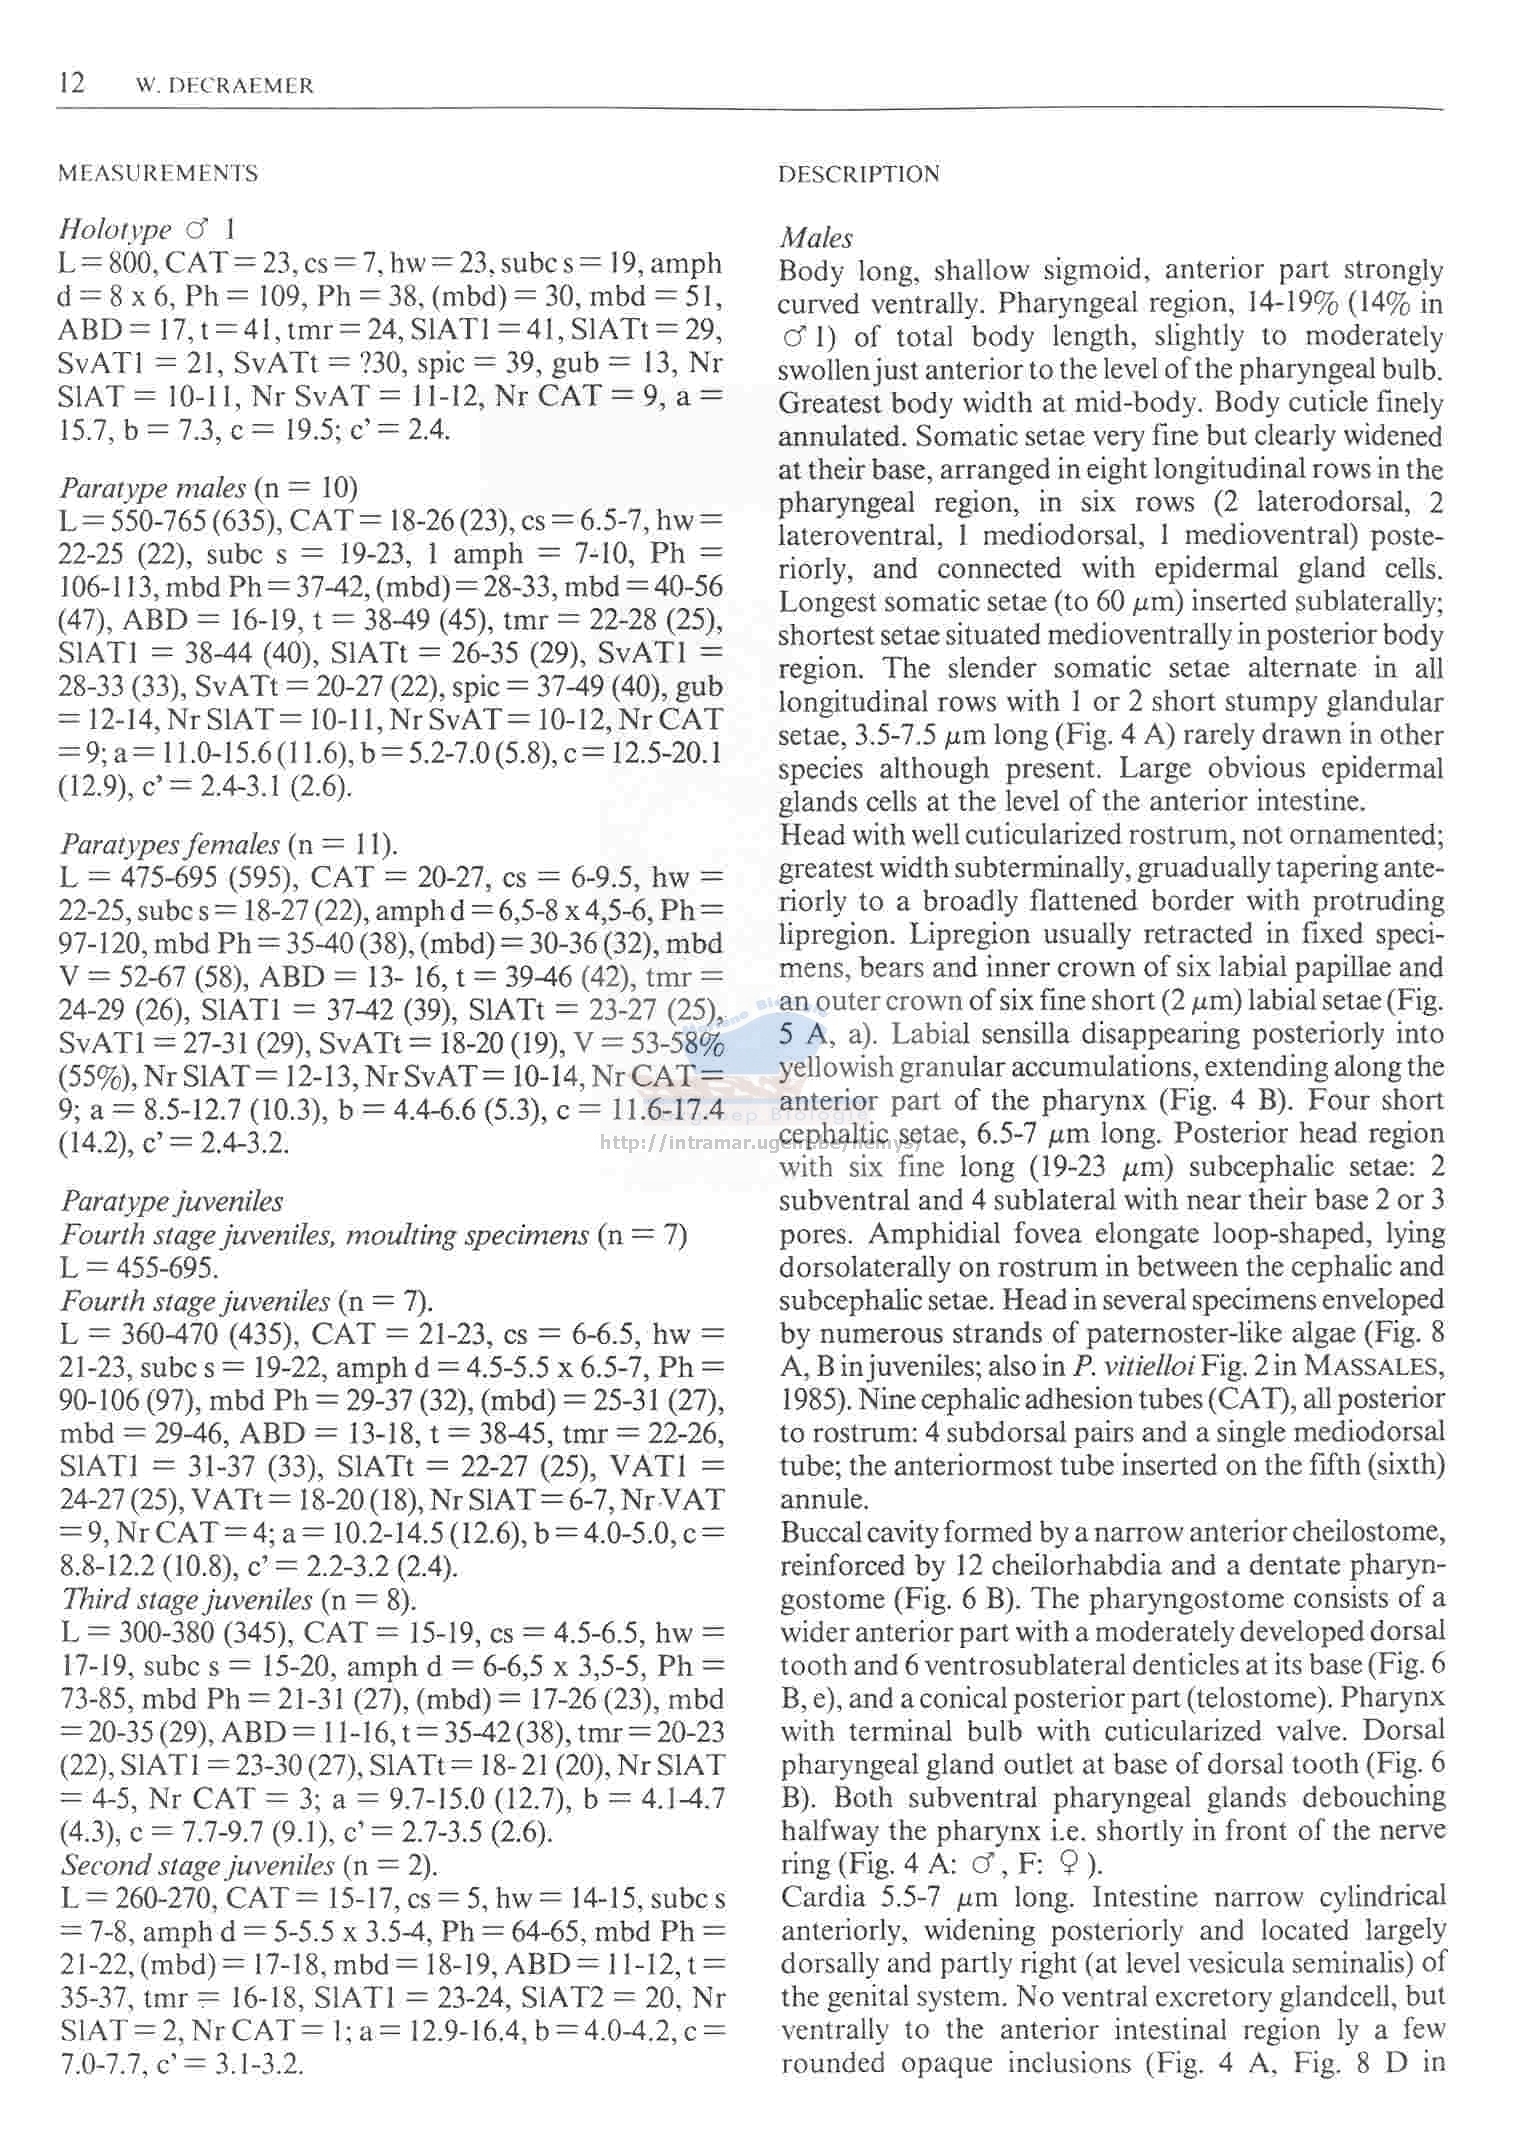 12 W. DECRAEMER
MEASUREMENTS
Holotype ♂ 1
L = 800, CAT = 23, cs = 7, hw = 23, subc s = 19, amph
d = 8 x 6, Ph = 109, Ph = 38, (mbd) = 30, mbd = 51,
ABD = 17, t = 41, tmr = 24, SlAT1 = 41, SlATt = 29,
SvAT1 = 21, SvATt = ?30, spic = 39, gub = 13, Nr
SlAT = 10-11, Nr SvAT = 11-12, Nr CAT = 9, a =
15.7, b = 7.3, c = 19.5; c' = 2.4.
Paratype males (n = 10)
L = 550-765 (635), CAT = 18-26 (23), cs = 6.5-7, hw =
22-25 (22), subc s = 19-23, 1 amph = 7-10, Ph =
106-113, mbd Ph = 37-42, (mbd) = 28-33, mbd = 40-56
(47), ABD = 16-19, t = 38-49 (45), tmr = 22-28 (25),
SlAT1 = 38-44 (40), SlATt = 26-35 (29), SvAT1 =
28-33 (33), SvATt = 20-27 (22), spic = 37-49 (40), gub
= 12-14, Nr SlAT = 10-11, Nr SvAT = 10-12, Nr CAT
= 9; a = 11.0-15.6 (11.6), b = 5.2-7.0 (5.8), c = 12.5-20.1
(12.9), c' = 2.4-3.1 (2.6).
Paratypes females (n = 11).
L = 475-695 (595), CAT = 20-27, cs = 6-9.5, hw =
22-25, subc s = 18-27 (22), amph d = 6,5-8 x 4,5-6, Ph =
97-120, mbd Ph = 35-40 (38), (mbd) = 30-36 (32), mbd
V = 52-67 (58), ABD = 13- 16, t = 39-46 (42), tmr =
24-29 (26), SlAT1 = 37-42 (39), SlATt = 23-27 (25),
SvAT1 = 27-31 (29), SvATt = 18-20 (19), V = 53-58%
(55%), Nr SlAT = 12-13, Nr SvAT = 10-14, Nr CAT =
9; a = 8.5-12.7 (10.3), b = 4.4-6.6 (5.3), c = 11.6-17.4
(14.2), c' = 2.4-3.2.
Paratype juveniles
Fourth stage juveniles, moulting specimens (n = 7)
L = 455-695.
Fourth stage juveniles (n = 7).
L = 360-470 (435), CAT = 21-23, cs = 6-6.5, hw =
21-23, subc s = 19-22, amph d = 4.5-5.5 x 6.5-7, Ph =
90-106 (97), mbd Ph = 29-37 (32), (mbd) = 25-31 (27),
mbd = 29-46, ABD = 13-18, t = 38-45, tmr = 22-26,
SlAT1 = 31-37 (33), SlATt = 22-27 (25), VAT1 =
24-27 (25), VATt = 18-20 (18), Nr SlAT = 6-7, Nr VAT
= 9, Nr CAT = 4; a = 10.2-14.5 (12.6), b = 4.0-5.0, c =
8.8-12.2 (10.8), c' = 2.2-3.2 (2.4).
Third stage juveniles (n = 8).
L = 300-380 (345), CAT = 15-19, cs = 4.5-6.5, hw =
17-19, subc s = 15-20, amph d = 6-6,5 x 3,5-5, Ph =
73-85, mbd Ph = 21-31 (27), (mbd) = 17-26 (23), mbd
= 20-35 (29), ABD = 11-16, t = 35-42 (38), tmr = 20-23
(22), SlAT1 = 23-30 (27), SlATt = 18- 21 (20), Nr SlAT
= 4-5, Nr CAT = 3; a = 9.7-15.0 (12.7), b = 4.1-4.7
(4.3), c = 7.7-9.7 (9.1), c' = 2.7-3.5 (2.6).
Second stage juveniles (n = 2).
L = 260-270, CAT = 15-17, cs = 5, hw = 14-15, subc s
= 7-8, amph d = 5-5.5 x 3.5-4, Ph = 64-65, mbd Ph =
21-22, (mbd) = 17-18, mbd = 18-19, ABD = 11-12, t =
35-37, tmr = 16-18, SlAT1 = 23-24, SlAT2 = 20, Nr
SlAT = 2, Nr CAT = 1; a = 12.9-16.4, b = 4.0-4.2, c =
7.0-7.7, c' = 3.1-3.2.
DESCRIPTION
Males
Body long, shallow sigmoid, anterior part strongly
curved ventrally. Pharyngeal region, 14-19% (14% in
♂ 1) of total body length, slightly to moderately
swollen just anterior to the level of the pharyngeal bulb.
Greatest body width at mid-body. Body cuticle finely
annulated. Somatic setae very fine but clearly widened
at their base, arranged in eight longitudinal rows in the
pharyngeal region, in six rows (2 laterodorsal, 2
lateroventral, 1 mediodorsal, 1 medioventral) poste-
riorly, and connected with epidermal gland cells.
Longest somatic setae (to 60 μm) inserted sublaterally;
shortest setae situated medioventrally in posterior body
region. The slender somatic setae alternate in all
longitudinal rows with 1 or 2 short stumpy glandular
setae, 3.5-7.5 μm long (Fig. 4 A) rarely drawn in other
species although present. Large obvious epidermal
glands cells at the level of the anterior intestine.
Head with well cuticularized rostrum, not ornamented;
greatest width subterminally, gruadually tapering ante-
riorly to a broadly flattened border with protruding
lipregion. Lipregion usually retracted in fixed speci-
mens, bears and inner crown of six labial papillae and
an outer crown of six fine short (2 μm) labial setae (Fig.
5 A, a). Labial sensilla disappearing posteriorly into
yellowish granular accumulations, extending along the
anterior part of the pharynx (Fig. 4 B). Four short
cephaltic setae, 6.5-7 μm long. Posterior head region
with six fine long (19-23 μm) subcephalic setae: 2
subventral and 4 sublateral with near their base 2 or 3
pores. Amphidial fovea elongate loop-shaped, lying
dorsolaterally on rostrum in between the cephalic and
subcephalic setae. Head in several specimens enveloped
by numerous strands of paternoster-like algae (Fig. 8
A, B in juveniles; also in P. vitielloi Fig. 2 in MASSALES,
1985). Nine cephalic adhesion tubes (CAT), all posterior
to rostrum: 4 subdorsal pairs and a single mediodorsal
tube; the anteriormost tube inserted on the fifth (sixth)
annule.
Buccal cavity formed by a narrow anterior cheilostome,
reinforced by 12 cheilorhabdia and a dentate pharyn-
gostome (Fig. 6 B). The pharyngostome consists of a
wider anterior part with a moderately developed dorsal
tooth and 6 ventrosublateral denticles at its base (Fig. 6
B, e), and a conical posterior part (telostome). Pharynx
with terminal bulb with cuticularized valve. Dorsal
pharyngeal gland outlet at base of dorsal tooth (Fig. 6
B). Both subventral pharyngeal glands debouching
halfway the pharynx i.e. shortly in front of the nerve
ring (Fig. 4 A: ♂, F: ♀).
Cardia 5.5-7 μm long. Intestine narrow cylindrical
anteriorly, widening posteriorly and located largely
dorsally and partly right (at level vesicula seminalis) of
the genital system. No ventral excretory glandcell, but
ventrally to the anterior intestinal region ly a few
rounded opaque inclusions (Fig. 4 A, Fig. 8 D in
http://intramar.ugent.be/nemys/